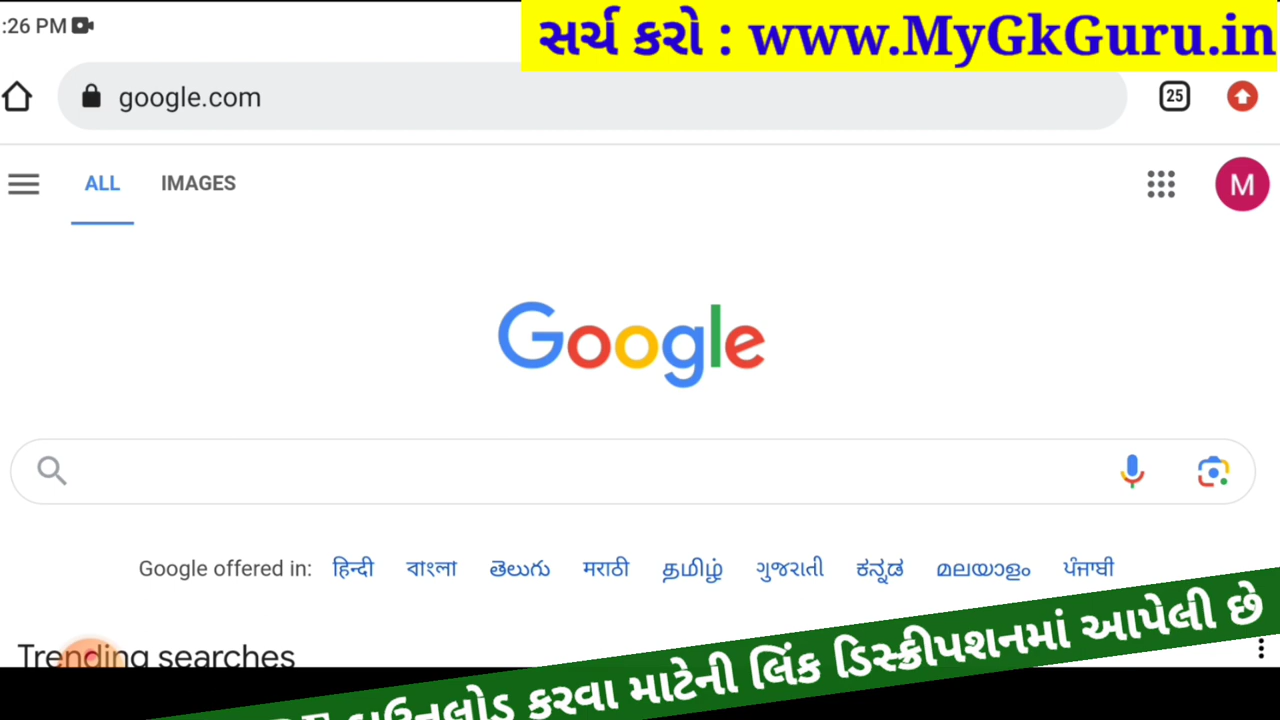 :26 PM
સર્ચ કરો : www.MyGkGuru.in
google.com
25
ALL IMAGES
M
Google
Google offered in: हिन्दी বাংলা తెలుగు मराठी தமிழ் ગુજરાતી ಕನ್ನಡ മലയാളം ਪੰਜਾਬੀ
Trending searches
ડાઉનલોડ કરવા માટેની લિંક ડિસ્ક્રીપશનમાં આપેલી છે